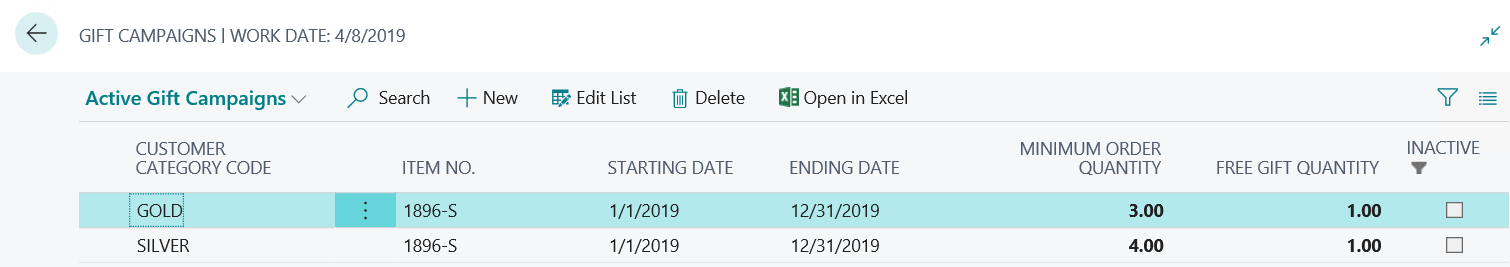 GIFT CAMPAIGNS | WORK DATE: 4/8/2019
Active Gift Campaigns Search New Edit List Delete Open in Excel
CUSTOMER CATEGORY CODE ITEM NO. STARTING DATE ENDING DATE MINIMUM ORDER QUANTITY FREE GIFT QUANTITY INACTIVE
GOLD 1896-S 1/1/2019 12/31/2019 3.00 1.00
SILVER 1896-S 1/1/2019 12/31/2019 4.00 1.00